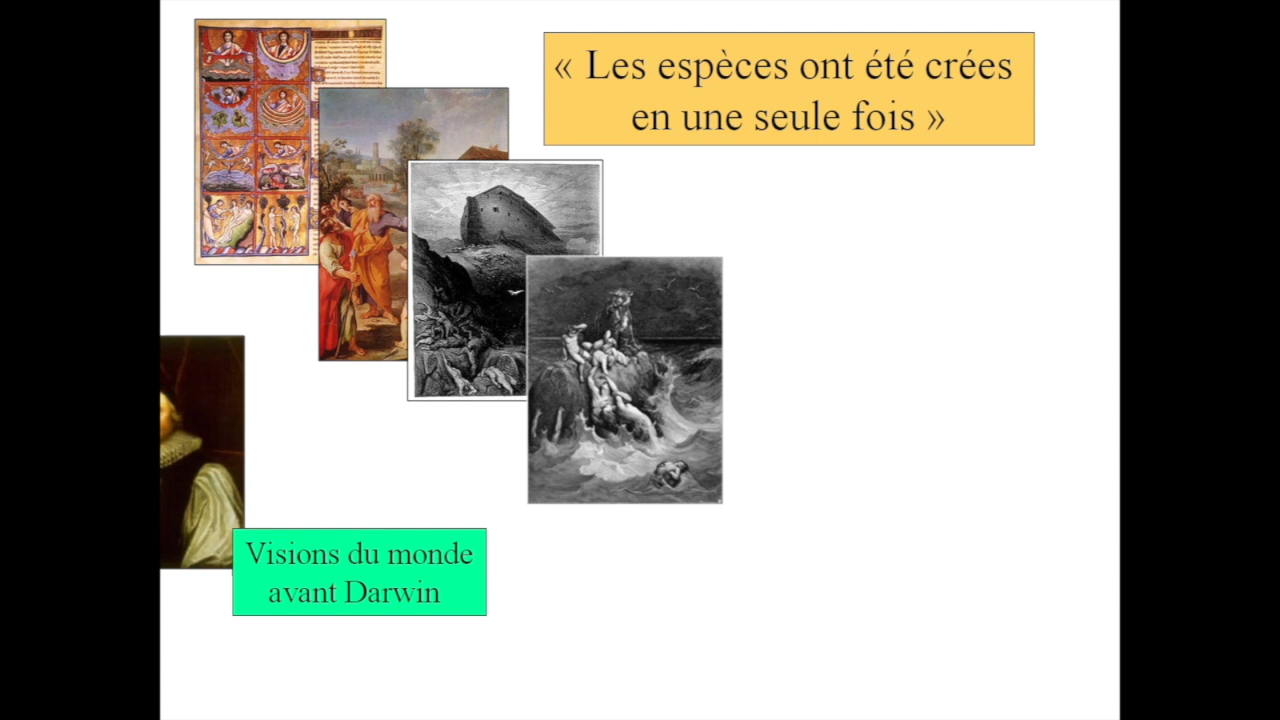 « Les espèces ont été crées
en une seule fois »
Visions du monde
avant Darwin